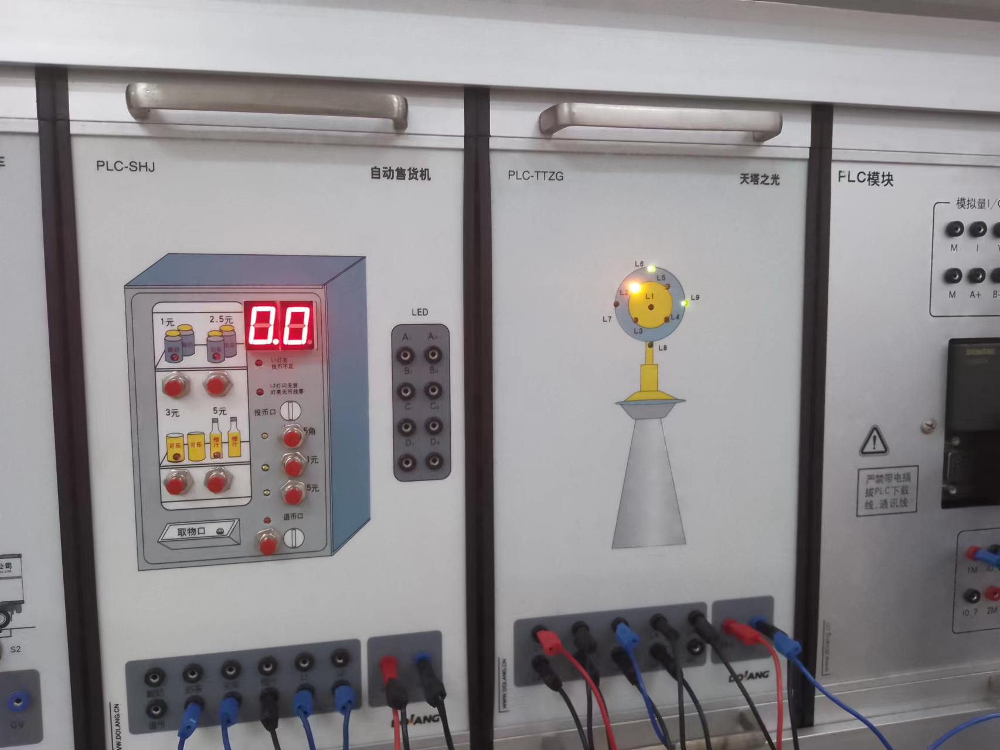 PLC-SHJ
自动售货机
1元
2.5元
0.0
L1灯亮
投币不足
L2灯闪无货
灯亮无币找零
3元
5元
可乐
可乐
橙汁
橙汁
投币口
5角
1元
5元
退币口
取物口
LED
A₁
A₀
B₁
B₀
C₁
C₀
D₁
D₀
WWW.DOLANG.CN
DOLANG
公司
S2
PLC-TTZG
天塔之光
L6
L5
L2
L1
L9
L7
L4
L3
L8
WWW.DOLANG.CN
DOLANG
PLC模块
模拟量I/
M
I
M
A+
B-
严禁带电插
拔PLC下载
线,通讯线
1M
I0.7
2M
www.dolang.cn